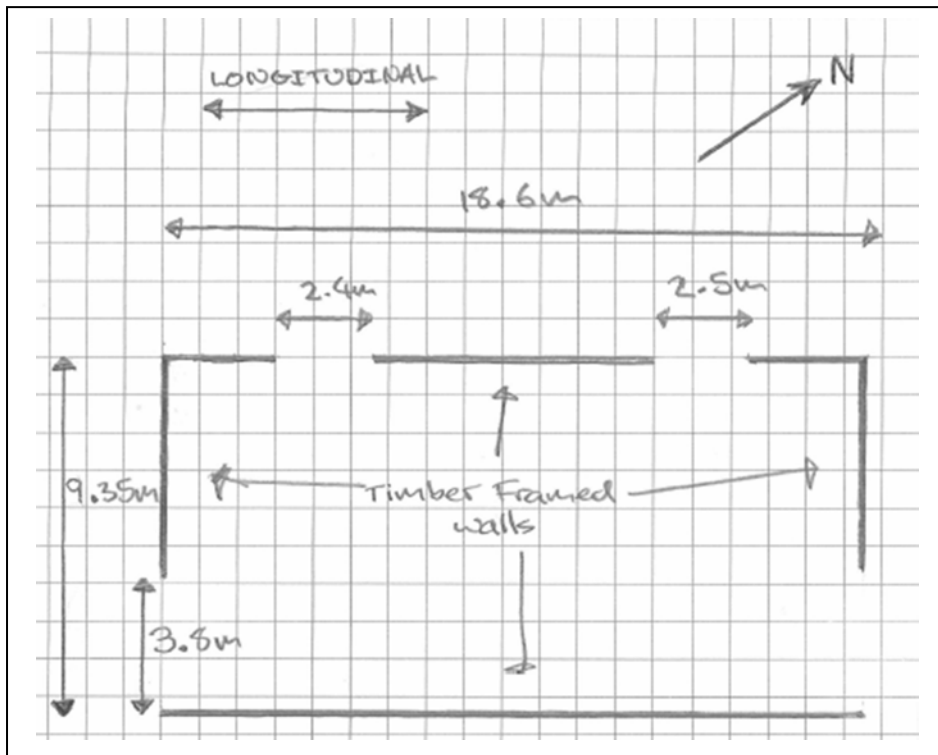 LONGITUDINAL
N
18.6m
2.4m
2.5m
9.35m
Timber Framed
walls
3.8m